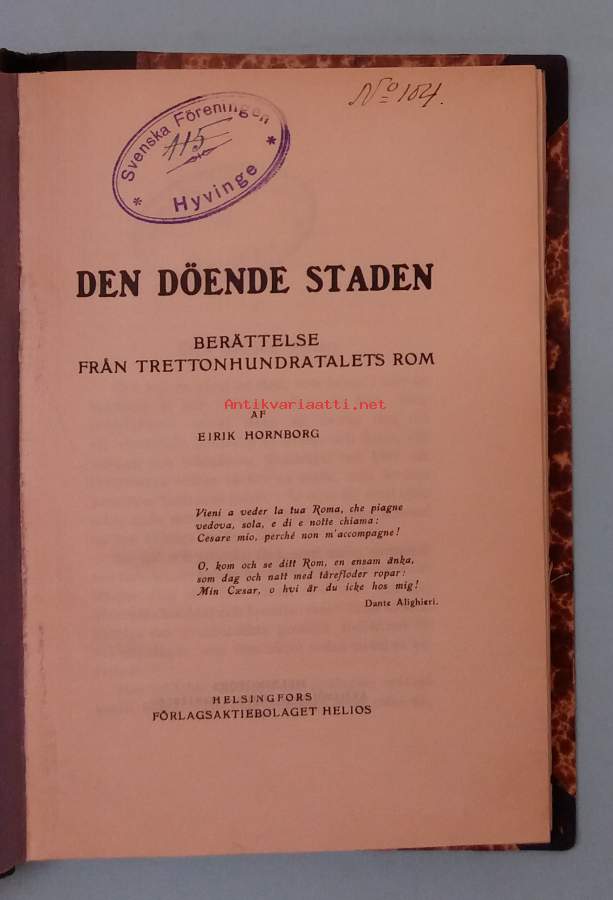 No 104.
Svenska Föreningen
115
* Hyvinge *
DEN DÖENDE STADEN
BERÄTTELSE
FRÅN TRETTONHUNDRATALETS ROM
Antikvariaatti.net
AF
EIRIK HORNBORG
Vieni a veder la tua Roma, che piagne
vedova, sola, e di e notte chiama:
Cesare mio, perché non m'accompagne!
O, kom och se ditt Rom, en ensam änka,
som dag och natt med tårefloder ropar:
Min Cæsar, o hvi är du icke hos mig!
Dante Alighieri.
HELSINGFORS
FÖRLAGSAKTIEBOLAGET HELIOS